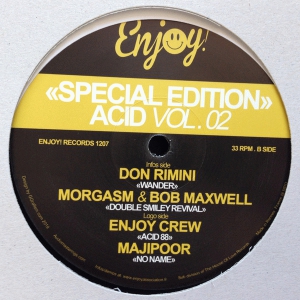 Enjoy!
«SPECIAL EDITION»
ACID VOL. 02
ENJOY! RECORDS 1207
33 RPM . B SIDE
Infos side
DON RIMINI
«WANDER»
MORGASM & BOB MAXWELL
«DOUBLE SMILEY REVIVAL»
Logo side
ENJOY CREW
«ACID 88»
MAJIPOOR
«NO NAME»